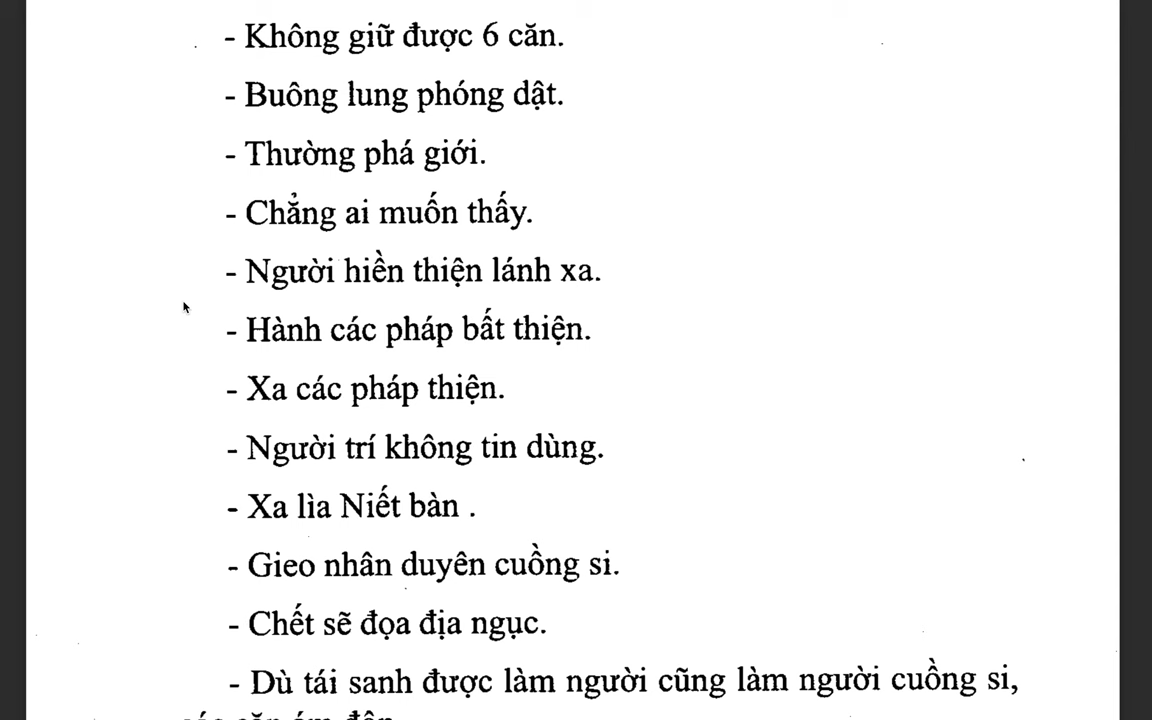 - Không giữ được 6 căn.
- Buông lung phóng dật.
- Thường phá giới.
- Chẳng ai muốn thấy.
- Người hiền thiện lánh xa.
- Hành các pháp bất thiện.
- Xa các pháp thiện.
- Người trí không tin dùng.
- Xa lìa Niết bàn .
- Gieo nhân duyên cuồng si.
- Chết sẽ đọa địa ngục.
- Dù tái sanh được làm người cũng làm người cuồng si,